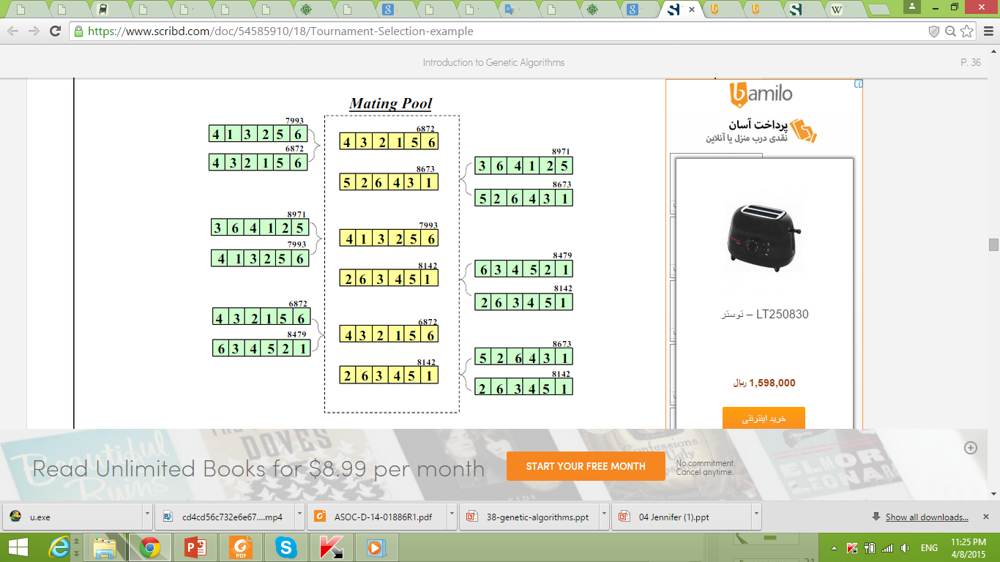 https://www.scribd.com/doc/54585910/18/Tournament-Selection-example
Introduction to Genetic Algorithms
P. 36
Mating Pool
7993
4 1 3 2 5 6
6872
4 3 2 1 5 6
8971
3 6 4 1 2 5
7993
4 1 3 2 5 6
6872
4 3 2 1 5 6
8479
6 3 4 5 2 1
6872
4 3 2 1 5 6
8673
5 2 6 4 3 1
7993
4 1 3 2 5 6
8142
2 6 3 4 5 1
6872
4 3 2 1 5 6
8142
2 6 3 4 5 1
8971
3 6 4 1 2 5
8673
5 2 6 4 3 1
8479
6 3 4 5 2 1
8142
2 6 3 4 5 1
8673
5 2 6 4 3 1
8142
2 6 3 4 5 1
bamilo
پرداخت آسان
نقدی درب منزل یا آنلاین
توستر – LT250830
1,598,000 ریال
خرید اینترنتی
Beautiful Ruins
DOVES
Confessions
Ugly
ELMOR
LEONAR
Read Unlimited Books for $8.99 per month
START YOUR FREE MONTH
No commitment.
Cancel anytime.
u.exe
cd4cd56c732e6e67....mp4
ASOC-D-14-01886R1.pdf
38-genetic-algorithms.ppt
04 Jennifer (1).ppt
Show all downloads...
PDF
ENG
11:25 PM
4/8/2015